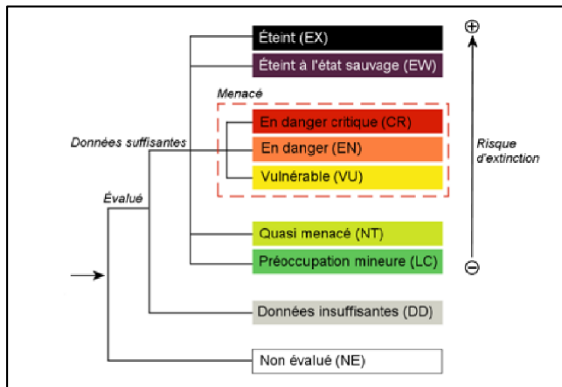 Éteint (EX)
Éteint à l'état sauvage (EW)
Menacé
En danger critique (CR)
Données suffisantes
En danger (EN)
Risque
d'extinction
Vulnérable (VU)
Évalué
Quasi menacé (NT)
Préoccupation mineure (LC)
Données insuffisantes (DD)
Non évalué (NE)